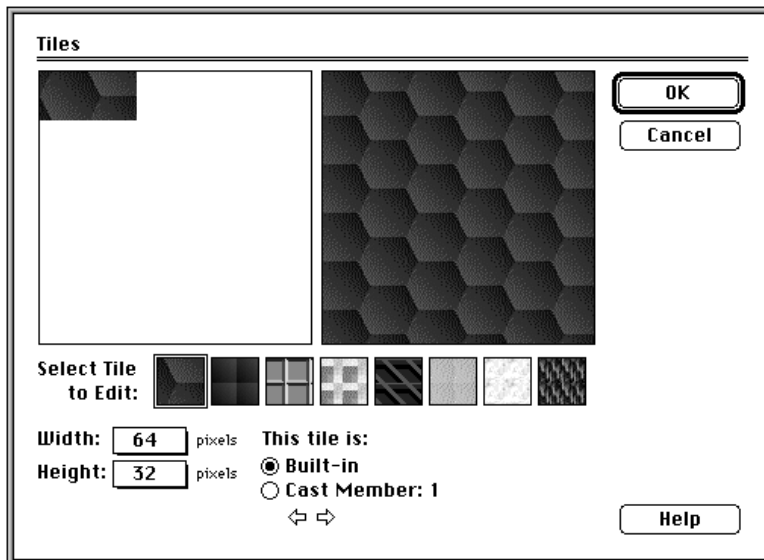 Tiles
OK
Cancel
Select Tile
to Edit:
Width: 64 pixels
This tile is:
Height: 32 pixels
Built-in
Cast Member: 1
Help